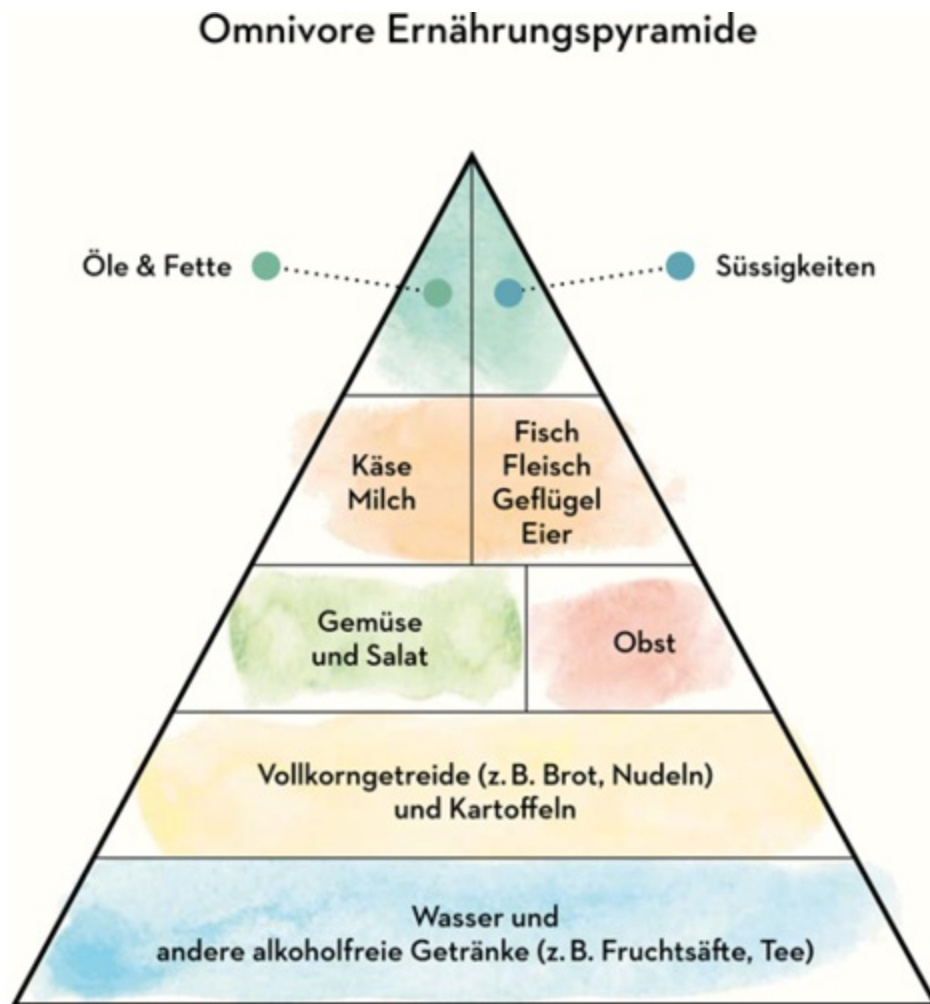 Omnivore Ernährungspyramide
Öle & Fette
Süssigkeiten
Käse
Milch
Fisch
Fleisch
Geflügel
Eier
Gemüse
und Salat
Obst
Vollkorngetreide (z. B. Brot, Nudeln)
und Kartoffeln
Wasser und
andere alkoholfreie Getränke (z. B. Fruchtsäfte, Tee)